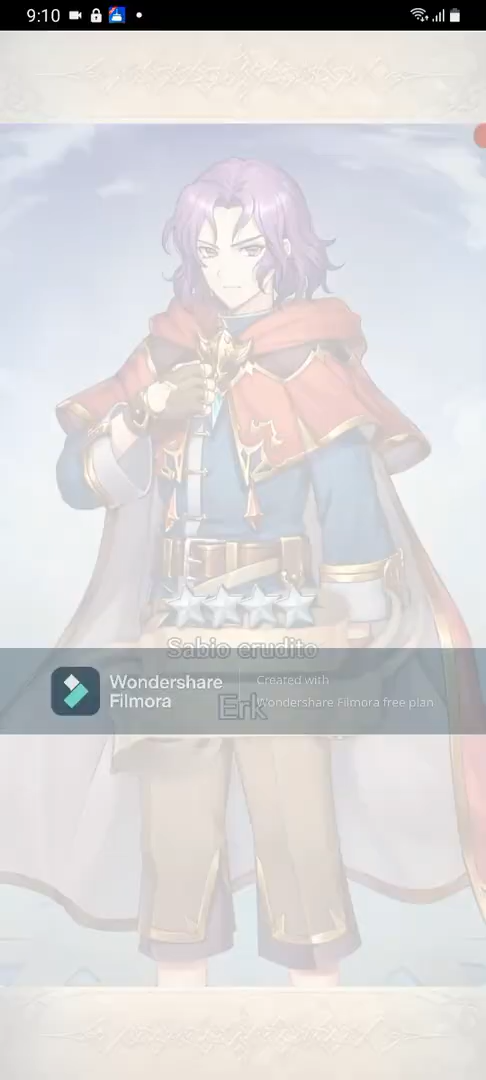 9:10
Sabio erudito
Erk
Wondershare
Filmora
Created with
Wondershare Filmora free plan